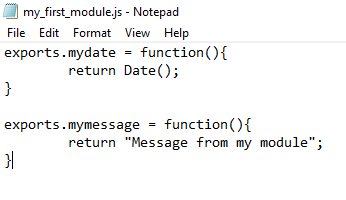 my_first_module.js - Notepad
File Edit Format View Help
exports.mydate = function(){
        return Date();
}

exports.mymessage = function(){
        return "Message from my module";
}